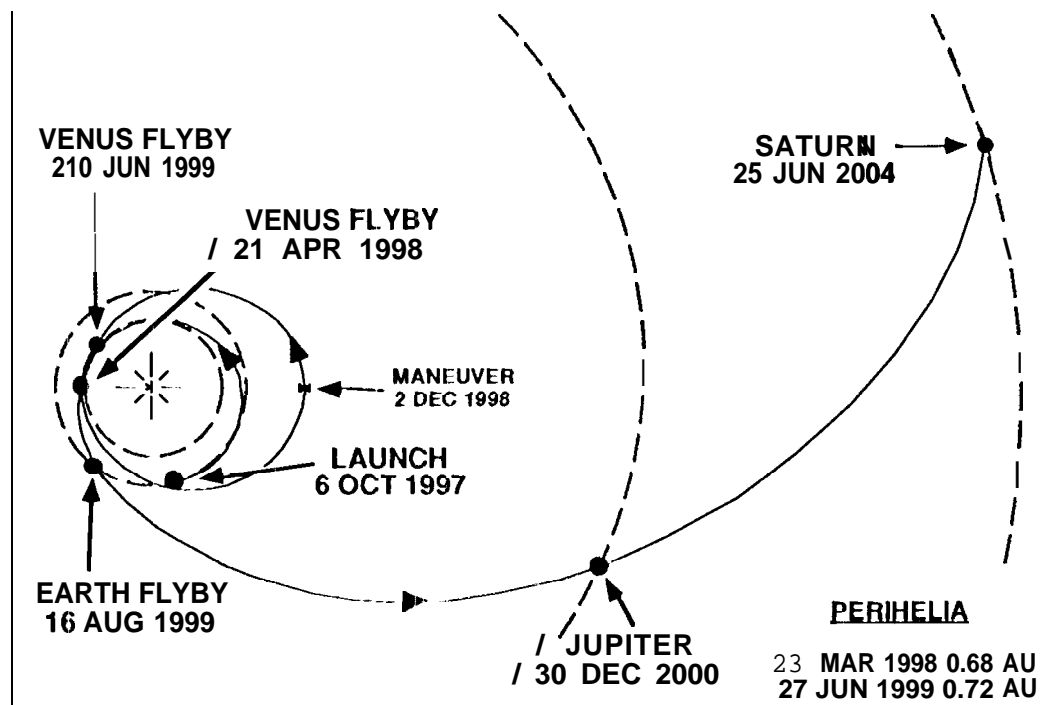 VENUS FLYBY
210 JUN 1999
VENUS FLYBY
/ 21 APR 1998
SATURN
25 JUN 2004
MANEUVER
2 DEC 1998
LAUNCH
6 OCT 1997
EARTH FLYBY
16 AUG 1999
/ JUPITER
/ 30 DEC 2000
PERIHELIA
23 MAR 1998 0.68 AU
27 JUN 1999 0.72 AU